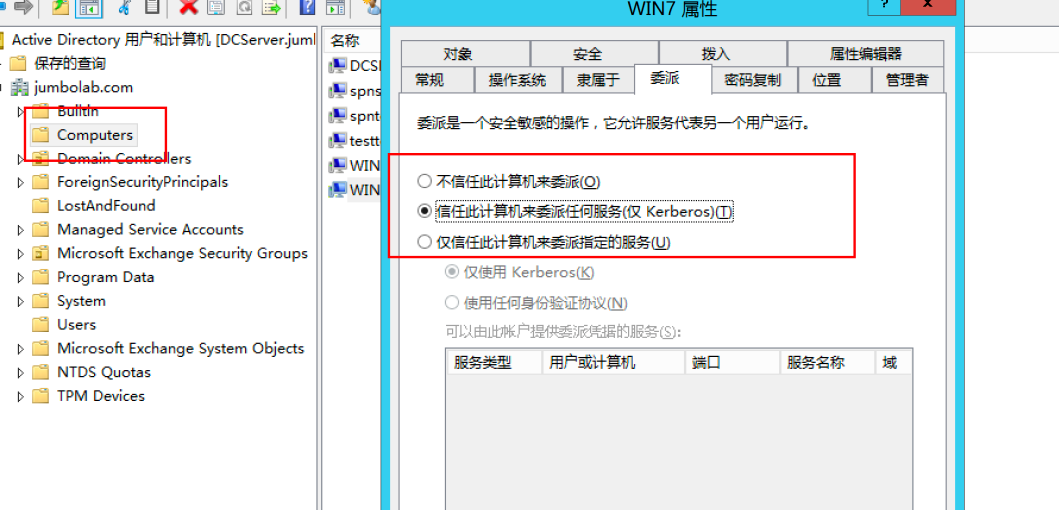 Active Directory 用户和计算机 [DCServer.juml
保存的查询
jumbolab.com
Builtin
Computers
Domain Controllers
ForeignSecurityPrincipals
LostAndFound
Managed Service Accounts
Microsoft Exchange Security Groups
Program Data
System
Users
Microsoft Exchange System Objects
NTDS Quotas
TPM Devices
名称
DCSI
spns
spnt
testt
WIN
WIN
WIN7 属性
? x
对象 安全 拨入 属性编辑器
常规 操作系统 隶属于 委派 密码复制 位置 管理者
委派是一个安全敏感的操作，它允许服务代表另一个用户运行。
不信任此计算机来委派(O)
信任此计算机来委派任何服务(仅 Kerberos)(T)
仅信任此计算机来委派指定的服务(U)
仅使用 Kerberos(K)
使用任何身份验证协议(N)
可以由此帐户提供委派凭据的服务(S):
服务类型 用户或计算机 端口 服务名称 域